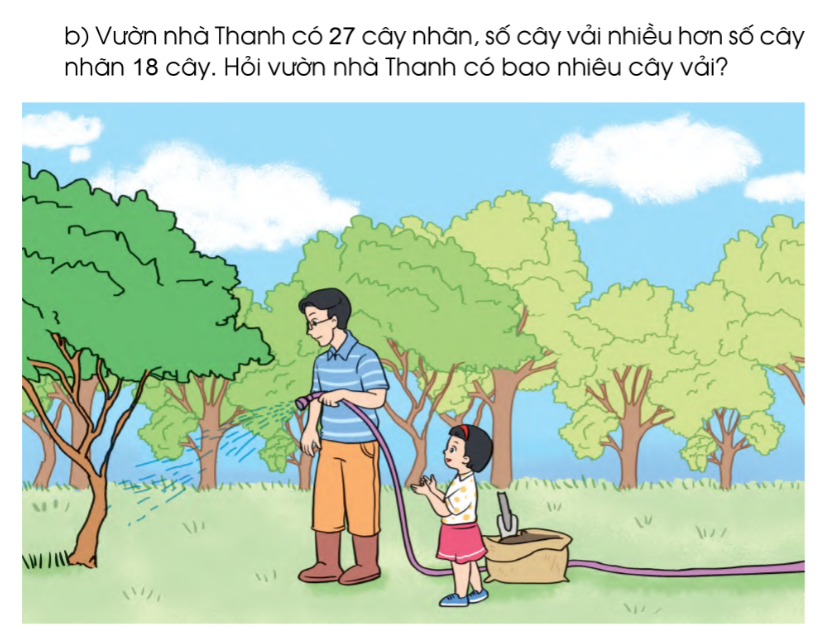 b) Vườn nhà Thanh có 27 cây nhãn, số cây vải nhiều hơn số cây
nhãn 18 cây. Hỏi vườn nhà Thanh có bao nhiêu cây vải?